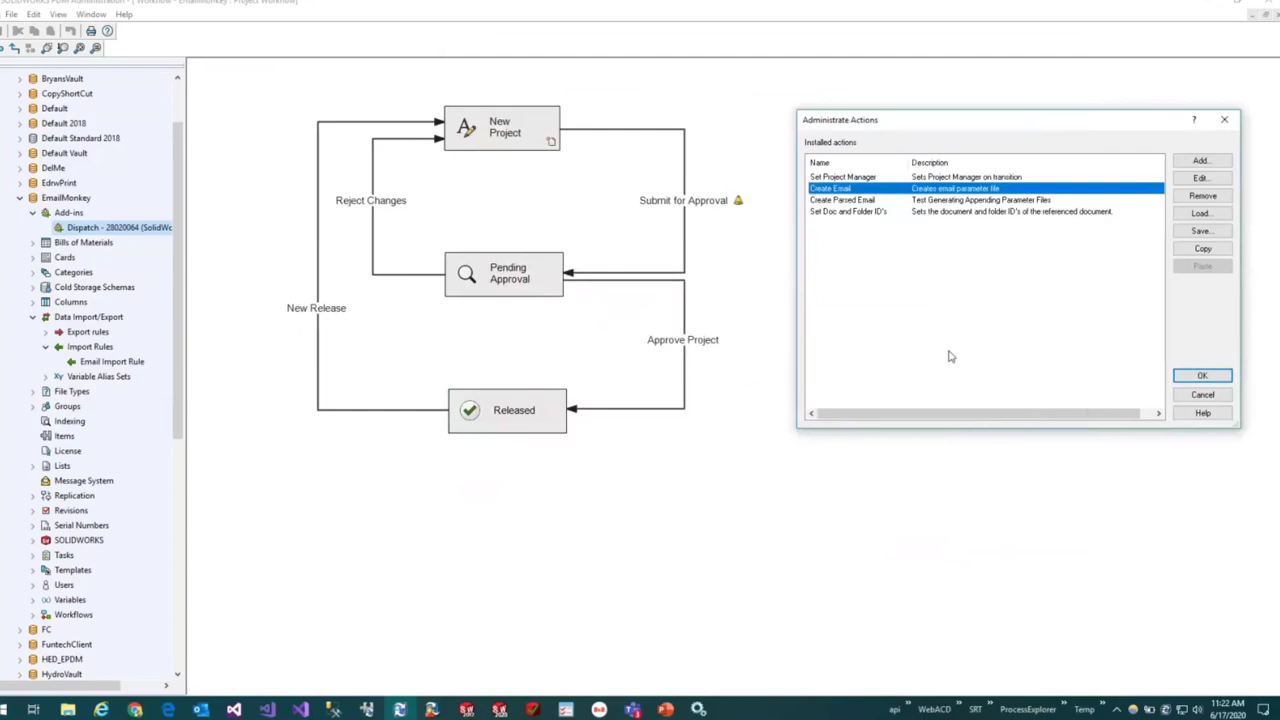 SOLIDWORKS PDM Administration - [ Workflow - EmailMonkey : Project Workflow]
File Edit View Window Help
BryansVault
CopyShortCut
Default
Default 2018
Default Standard 2018
Default Vault
DelMe
EdrwPrint
EmailMonkey
Add-ins
Dispatch - 28020064 (SolidWo
Bills of Materials
Cards
Categories
Cold Storage Schemas
Columns
Data Import/Export
Export rules
Import Rules
Email Import Rule
Xy Variable Alias Sets
File Types
Groups
Indexing
Items
License
Lists
Message System
Replication
Revisions
Serial Numbers
SOLIDWORKS
Tasks
Templates
Users
Variables
Workflows
FC
FuntechClient
HED_EPDM
HydroVault
New
Project
Reject Changes
Submit for Approval
Pending
Approval
New Release
Approve Project
Released
Administrate Actions
Installed actions
Name Description
Set Project Manager Sets Project Manager on transition
Create Email Creates email parameter file
Create Parsed Email Test Generating Appending Parameter Files
Set Doc and Folder ID's Sets the document and folder ID's of the referenced document.
Add...
Edit...
Remove
Load...
Save...
Copy
Paste
OK
Cancel
Help
api WebACD SRT ProcessExplorer Temp
11:22 AM
6/17/2020